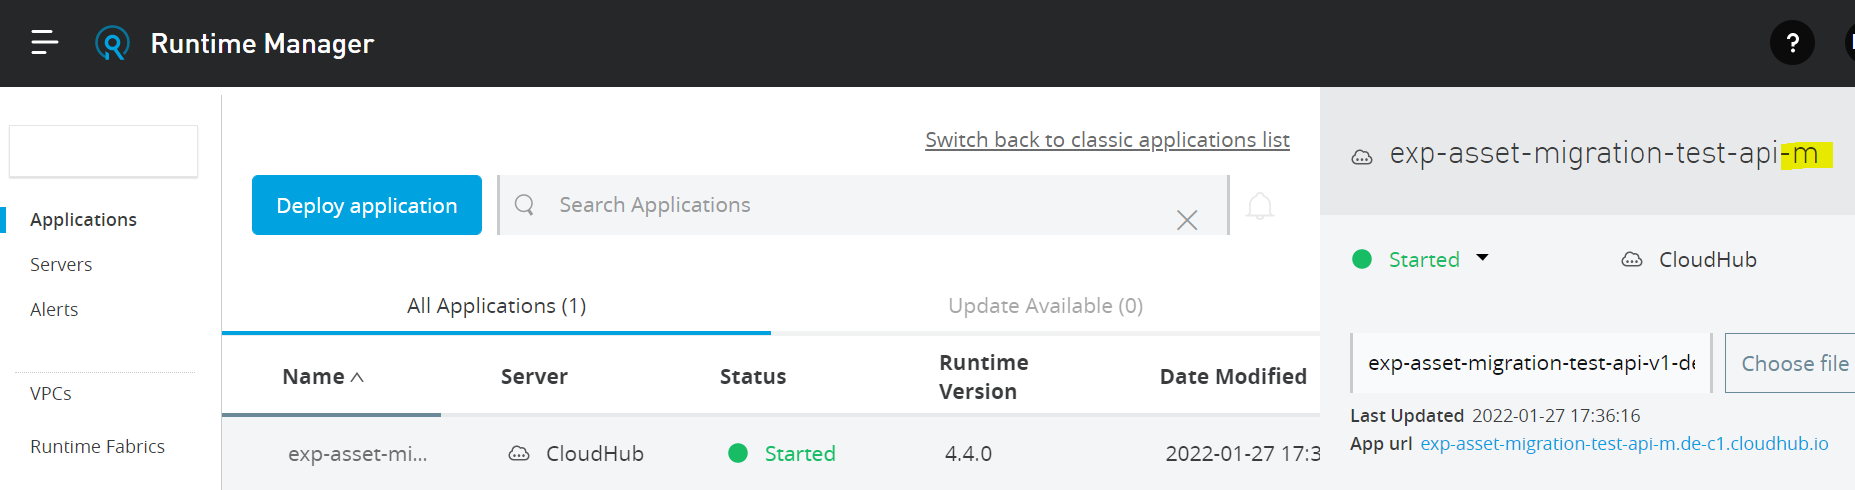 Runtime Manager
?
Applications
Servers
Alerts
VPCs
Runtime Fabrics
Switch back to classic applications list
Deploy application
Search Applications
All Applications (1)
Update Available (0)
Name
Server
Status
Runtime
Version
Date Modified
exp-asset-mi...
CloudHub
Started
4.4.0
2022-01-27 17:3
exp-asset-migration-test-api-m
Started
CloudHub
exp-asset-migration-test-api-v1-de
Choose file
Last Updated 2022-01-27 17:36:16
App url exp-asset-migration-test-api-m.de-c1.cloudhub.io